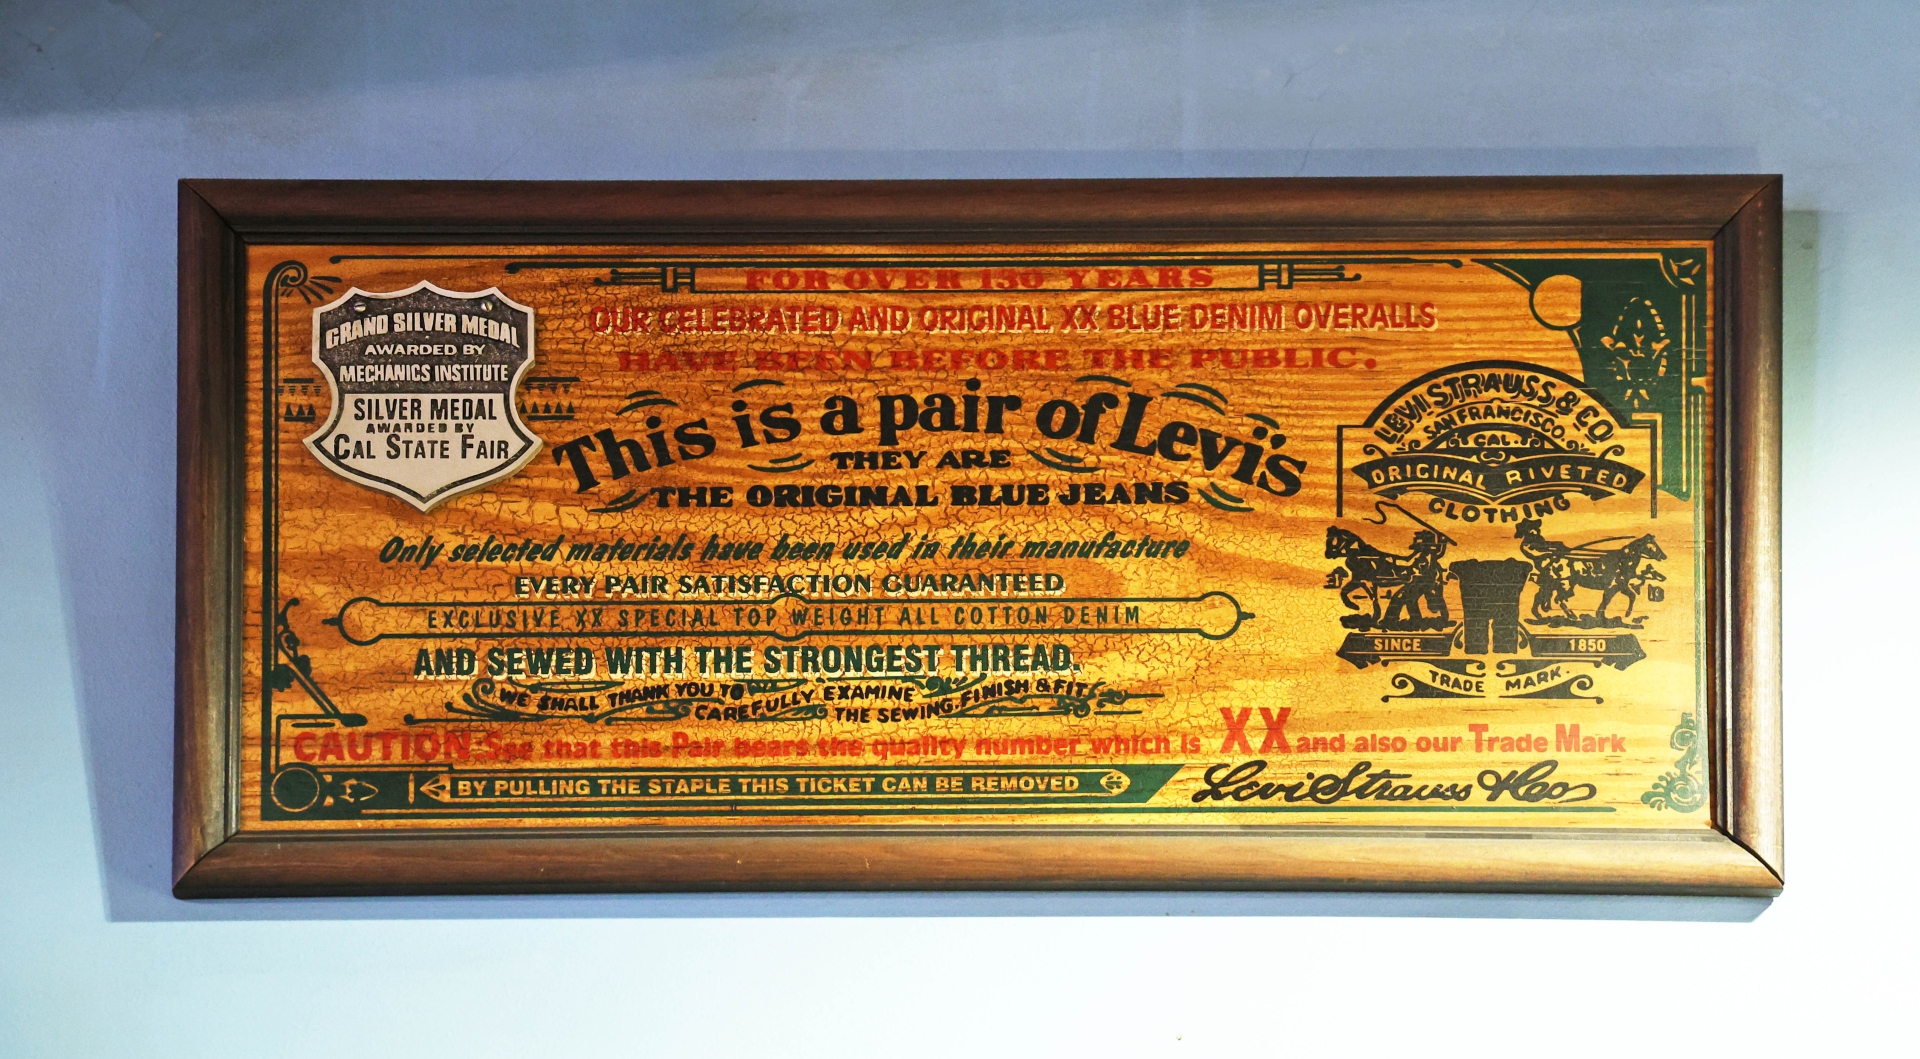 FOR OVER 130 YEARS
OUR CELEBRATED AND ORIGINAL XX BLUE DENIM OVERALLS
HAVE BEEN BEFORE THE PUBLIC.
GRAND SILVER MEDAL
AWARDED BY
MECHANICS INSTITUTE
SILVER MEDAL
AWARDED BY
CAL STATE FAIR
This is a pair of Levi's
THEY ARE
THE ORIGINAL BLUE JEANS
LEVI STRAUSS & CO
SAN FRANCISCO.
CAL.
ORIGINAL RIVETED
CLOTHING
SINCE 1850
TRADE MARK.
Only selected materials have been used in their manufacture
EVERY PAIR SATISFACTION GUARANTEED
EXCLUSIVE XX SPECIAL TOP WEIGHT ALL COTTON DENIM
AND SEWED WITH THE STRONGEST THREAD.
WE SHALL THANK YOU TO CAREFULLY EXAMINE
THE SEWING, FINISH & FIT
CAUTION See that this Pair bears the quality number which is XX and also our Trade Mark
BY PULLING THE STAPLE THIS TICKET CAN BE REMOVED
Levi Strauss & Co